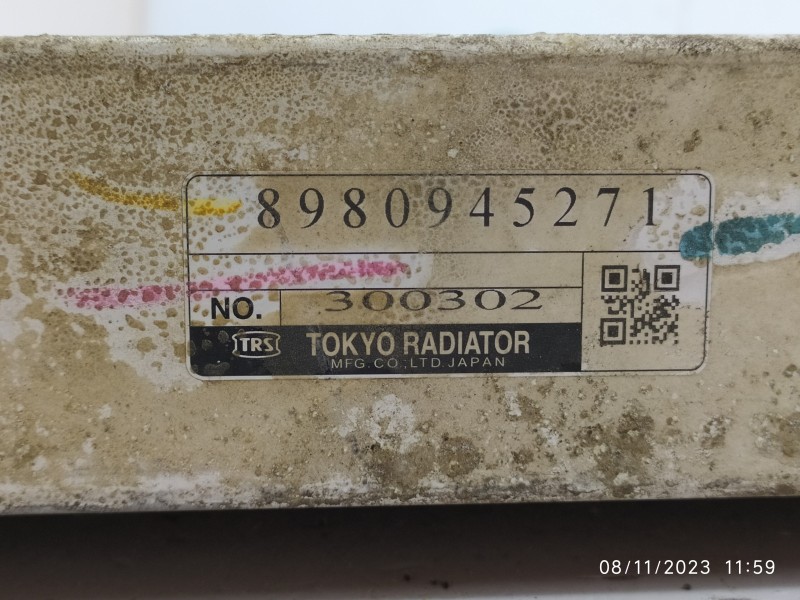 8980945271
NO. 300302
TRS TOKYO RADIATOR
MFG.CO.,LTD.JAPAN
08/11/2023 11:59